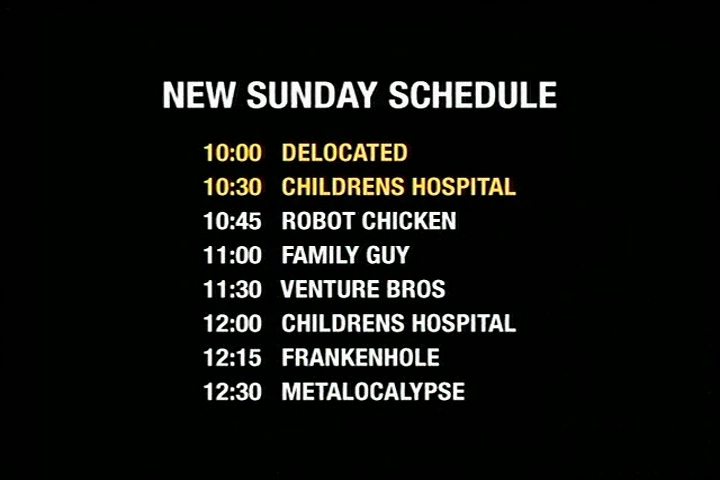 NEW SUNDAY SCHEDULE
10:00 DELOCATED
10:30 CHILDRENS HOSPITAL
10:45 ROBOT CHICKEN
11:00 FAMILY GUY
11:30 VENTURE BROS
12:00 CHILDRENS HOSPITAL
12:15 FRANKENHOLE
12:30 METALOCALYPSE